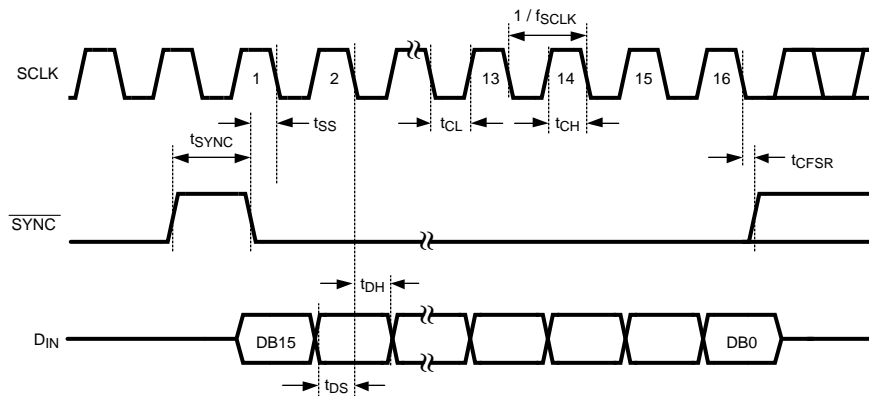 1 / fSCLK
SCLK
1 2 13 14 15 16
tSS tCL tCH
tSYNC
tCFSR
SYNC
tDH
DIN
DB15 DB0
tDS